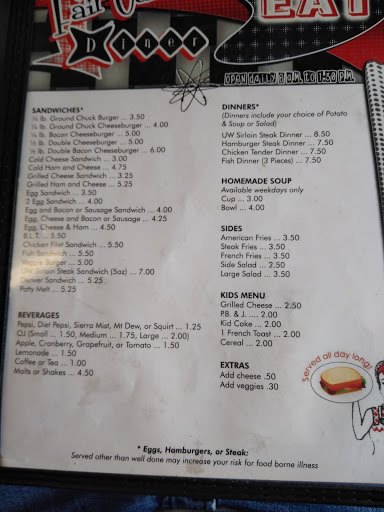 Diner
EAT
OPEN DAILY 8 A.M. TO 1:30 P.M.
SANDWICHES*
¼ lb. Ground Chuck Burger ... 3.50
¼ lb. Ground Chuck Cheeseburger ... 4.00
¼ lb. Bacon Cheeseburger ... 5.00
½ lb. Double Cheeseburger ... 5.00
½ lb. Double Bacon Cheeseburger ... 6.00
Cold Cheese Sandwich ... 3.00
Cold Ham and Cheese ... 4.75
Grilled Cheese Sandwich ... 3.25
Grilled Ham and Cheese ... 5.25
Egg Sandwich ... 3.50
2 Egg Sandwich ... 4.00
Egg and Bacon or Sausage Sandwich ... 4.00
Egg, Cheese and Bacon or Sausage ... 4.25
Egg, Cheese & Ham ... 4.50
B.L.T. ... 5.50
Chicken Filet Sandwich ... 5.50
Fish Sandwich ... 5.50
Veggie Burger ... 5.00
UW Sirloin Steak Sandwich (5oz) ... 7.00
Denver Sandwich ... 5.25
Patty Melt ... 5.25
BEVERAGES
Pepsi, Diet Pepsi, Sierra Mist, Mt Dew, or Squirt ... 1.25
OJ (Small ... 1.50, Medium ... 1.75, Large ... 2.00)
Apple, Cranberry, Grapefruit, or Tomato ... 1.50
Lemonade ... 1.50
Coffee or Tea ... 1.00
Malts or Shakes ... 4.50
DINNERS*
(Dinners include your choice of Potato
& Soup or Salad)
UW Sirloin Steak Dinner ... 8.50
Hamburger Steak Dinner ... 7.50
Chicken Tender Dinner ... 7.50
Fish Dinner (3 Pieces) ... 7.50
HOMEMADE SOUP
Available weekdays only
Cup ... 3.00
Bowl ... 4.00
SIDES
American Fries ... 3.50
Steak Fries ... 3.50
French Fries ... 3.50
Side Salad ... 2.50
Large Salad ... 3.50
KIDS MENU
Grilled Cheese ... 2.50
P.B. & J. .... 2.00
Kid Cake ... 2.00
1 French Toast ... 2.00
Cereal ... 2.00
EXTRAS
Add cheese .50
Add veggies .30
Served all day long!
* Eggs, Hamburgers, or Steak:
Served other than well done may increase your risk for food borne illness